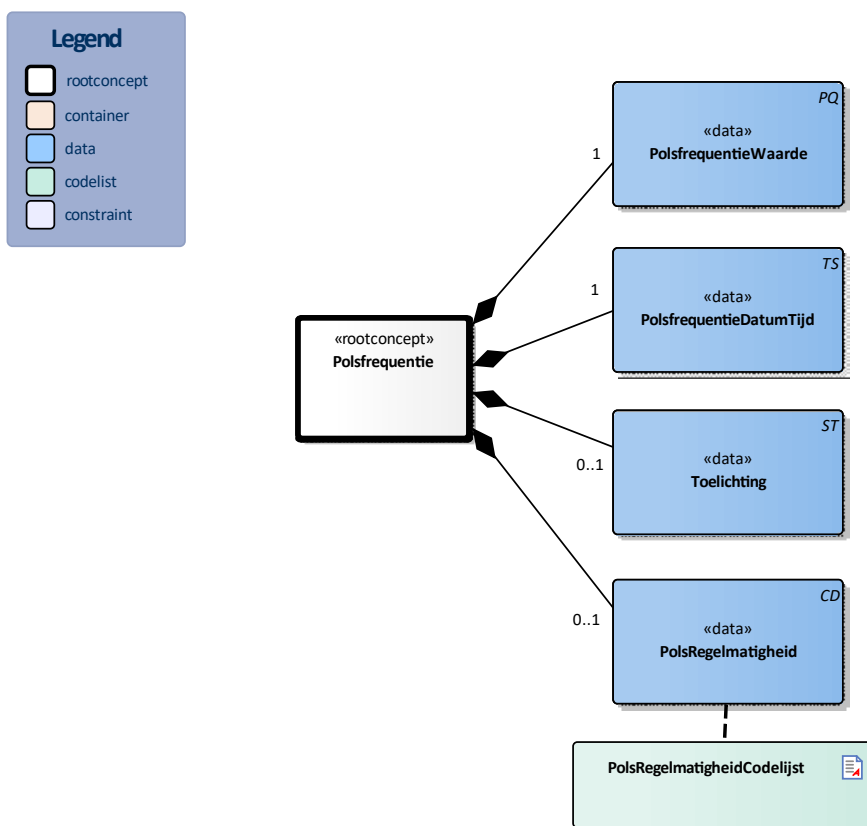 Legend
rootconcept
container
data
codelist
constraint
PQ
«data»
PolsfrequentieWaarde
1
TS
«data»
PolsfrequentieDatumTijd
1
«rootconcept»
Polsfrequentie
ST
«data»
Toelichting
0..1
CD
«data»
PolsRegelmatigheid
0..1
PolsRegelmatigheidCodelijst